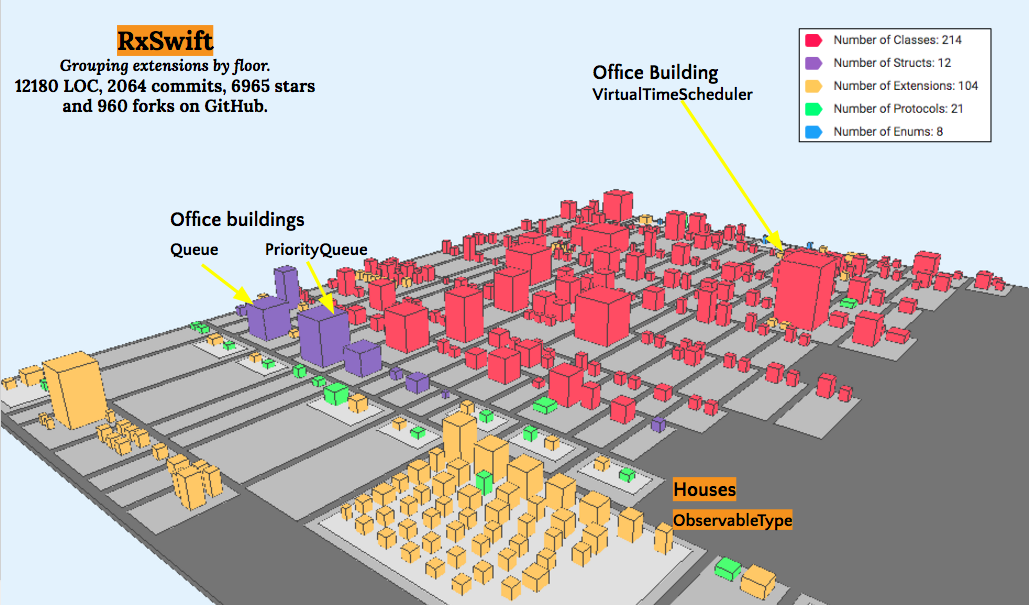 RxSwift
Grouping extensions by floor.
12180 LOC, 2064 commits, 6965 stars
and 960 forks on GitHub.
Office Building
VirtualTimeScheduler
Number of Classes: 214
Number of Structs: 12
Number of Extensions: 104
Number of Protocols: 21
Number of Enums: 8
Office buildings
Queue PriorityQueue
Houses
ObservableType